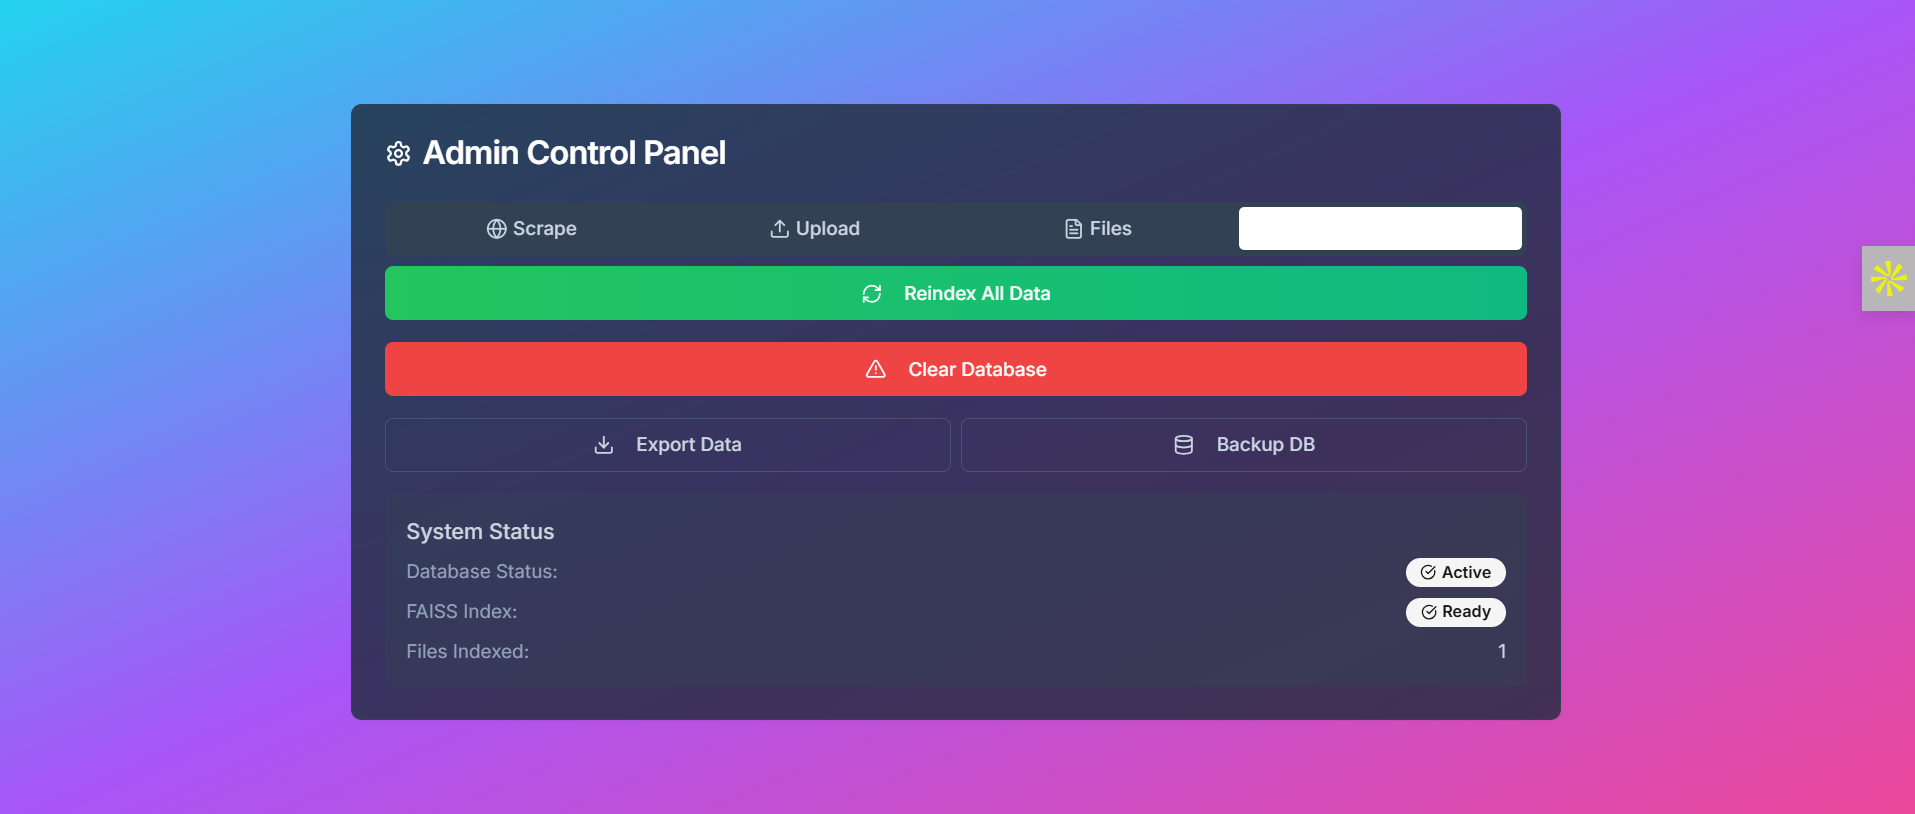 Admin Control Panel
Scrape
Upload
Files
Reindex All Data
Clear Database
Export Data
Backup DB
System Status
Database Status:
Active
FAISS Index:
Ready
Files Indexed:
1